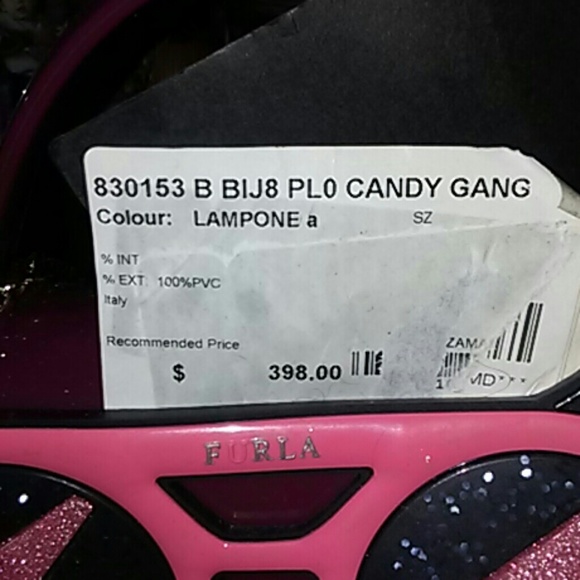 830153 B BIJ8 PL0 CANDY GANG
Colour: LAMPONE a SZ
% INT
% EXT: 100%PVC
Italy
Recommended Price
$ 398.00
FURLA